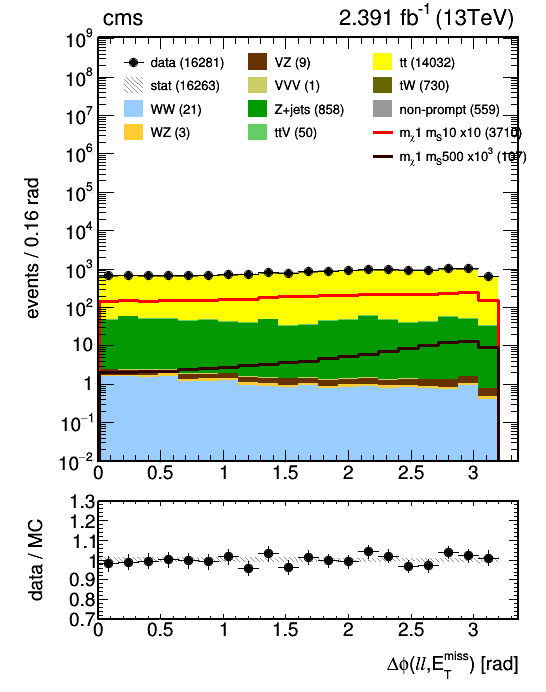 cms 2.391 fb⁻¹ (13TeV)
events / 0.16 rad
10⁹
10⁸
10⁷
10⁶
10⁵
10⁴
10³
10²
10
1
10⁻¹
10⁻²
data (16281) VZ (9) tt (14032)
stat (16263) VVV (1) tW (730)
WW (21) Z+jets (858) non-prompt (559)
WZ (3) ttV (50) mχ1 mS10 x10 (3710)
mχ1 mS500 x10³ (107)
0 0.5 1 1.5 2 2.5 3
data / MC
1.3
1.2
1.1
1
0.9
0.8
0.7
0 0.5 1 1.5 2 2.5 3
Δϕ(ll,E_T^miss) [rad]